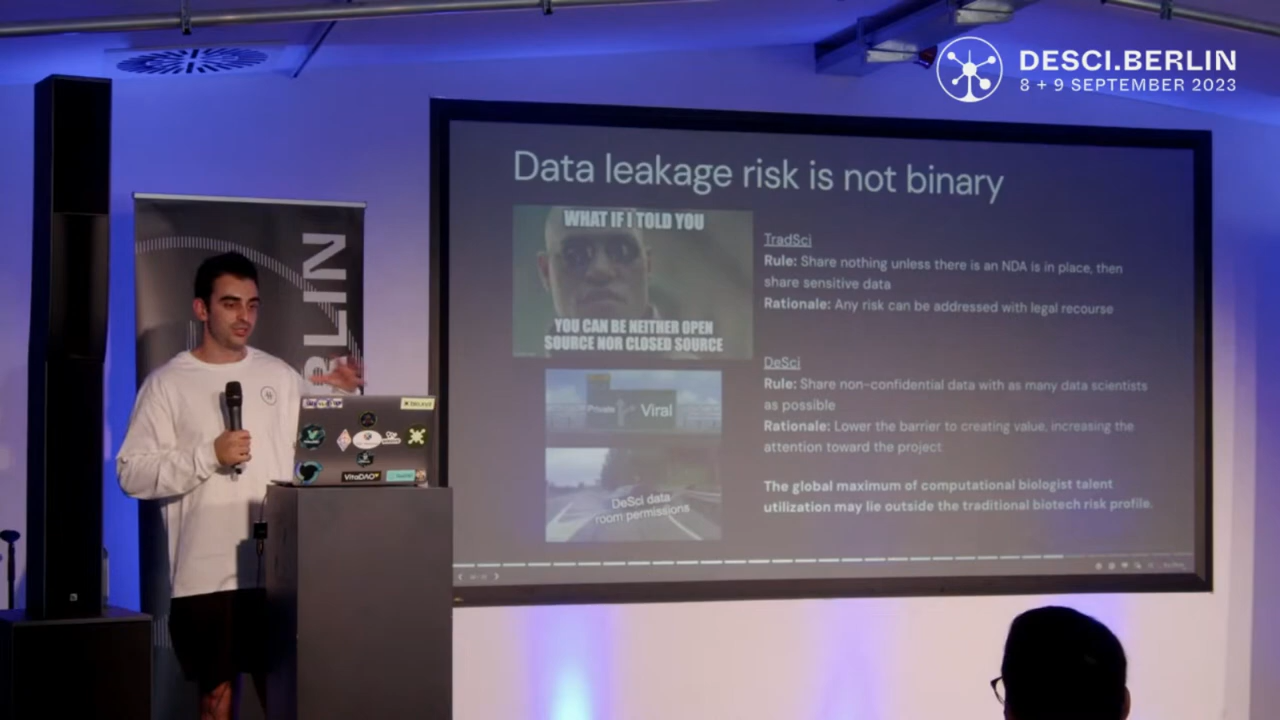 DESCI.BERLIN
8 + 9 SEPTEMBER 2023
Data leakage risk is not binary
WHAT IF I TOLD YOU
YOU CAN BE NEITHER OPEN
SOURCE NOR CLOSED SOURCE
Private
Viral
DeSci data
room permissions
TradSci
Rule: Share nothing unless there is an NDA is in place, then
share sensitive data
Rationale: Any risk can be addressed with legal recourse
DeSci
Rule: Share non-confidential data with as many data scientists
as possible
Rationale: Lower the barrier to creating value, increasing the
attention toward the project
The global maximum of computational biologist talent
utilization may lie outside the traditional biotech risk profile.
RLIN
VitaDAO